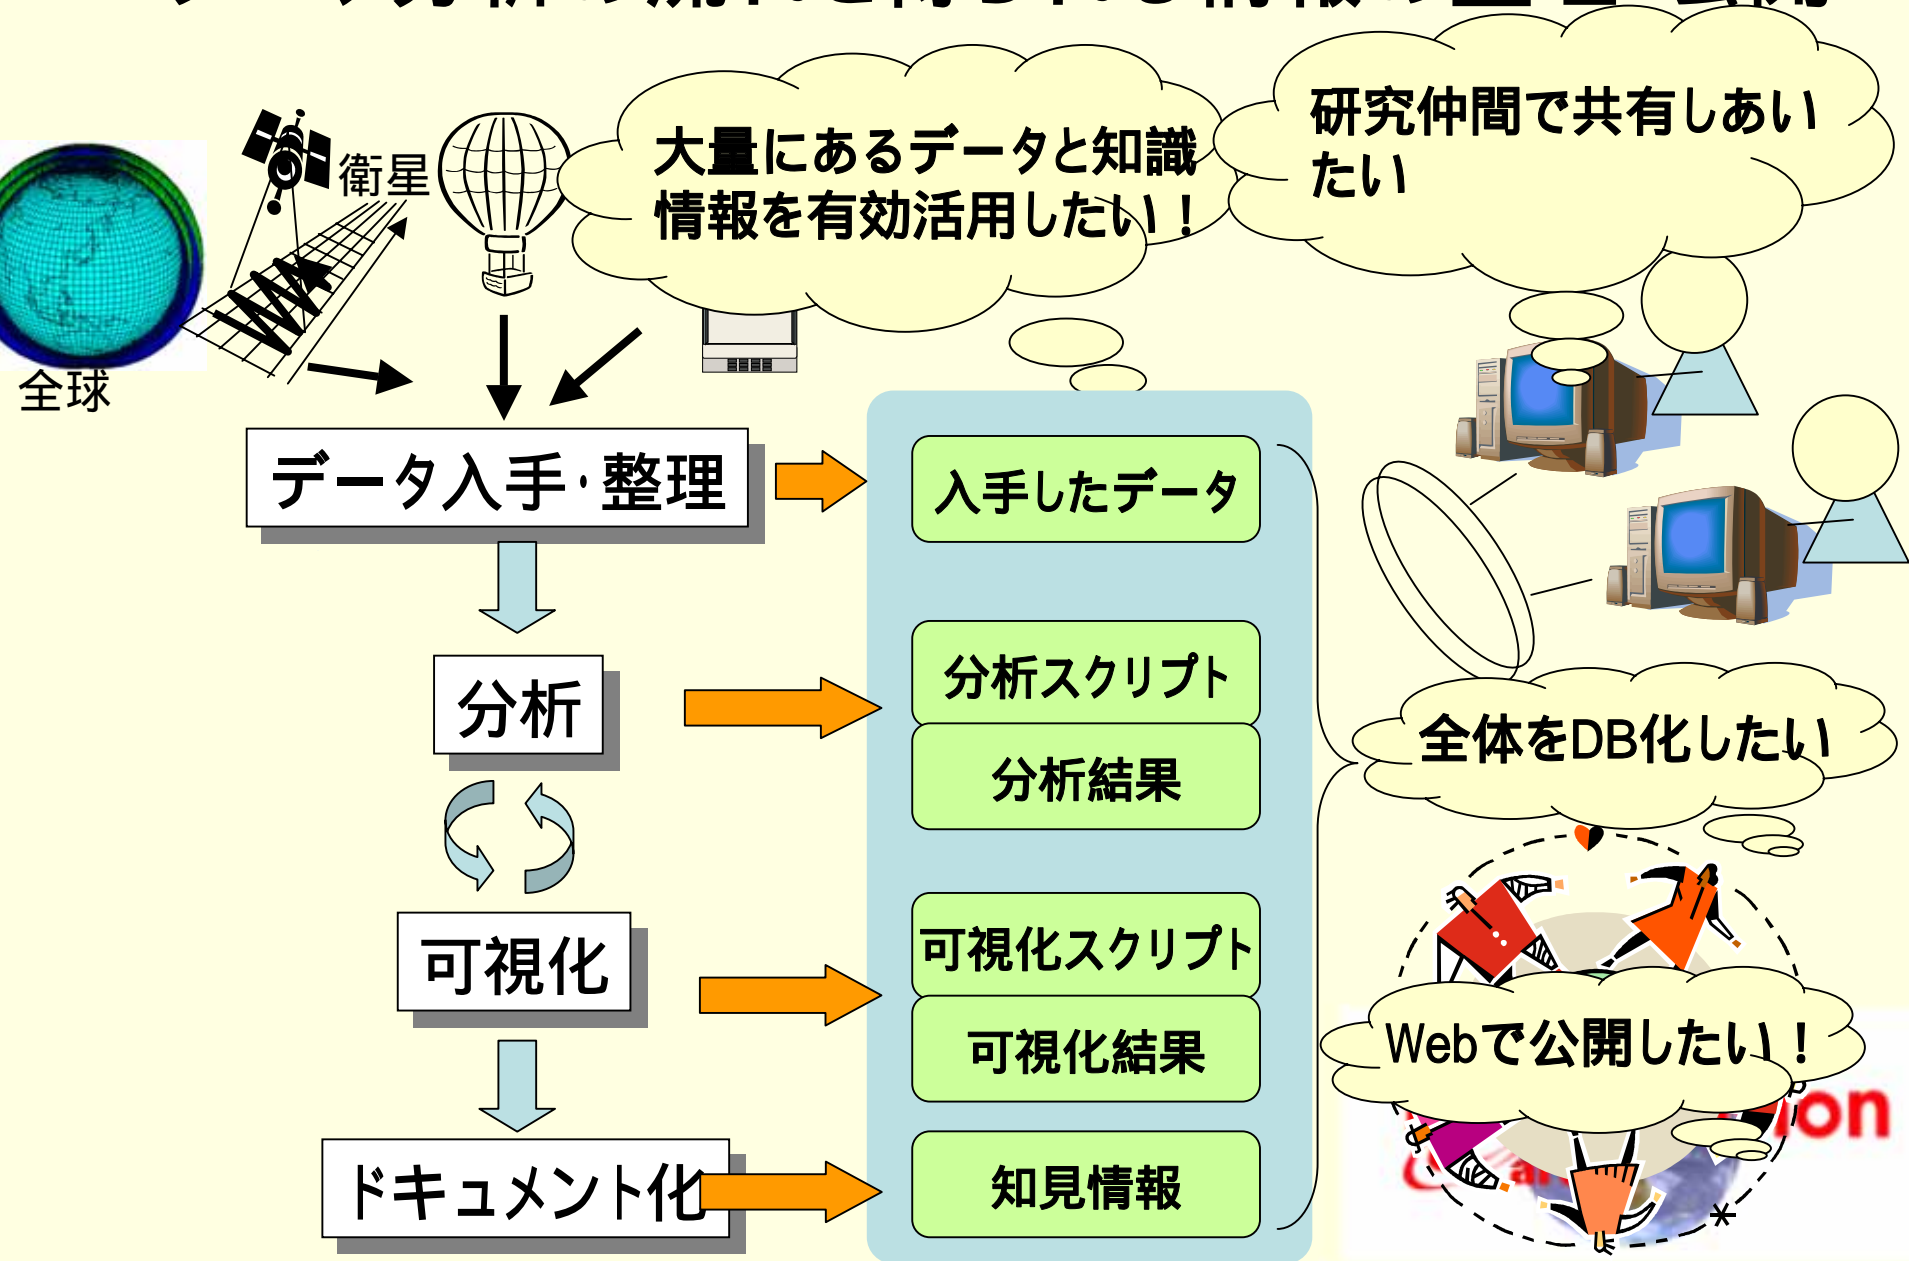 大量にあるデータと知識
情報を有効活用したい！
研究仲間で共有しあい
たい
衛星
全球
データ入手・整理
入手したデータ
分析
分析スクリプト
分析結果
全体をDB化したい
可視化
可視化スクリプト
可視化結果
Webで公開したい！
ion
ドキュメント化
知見情報